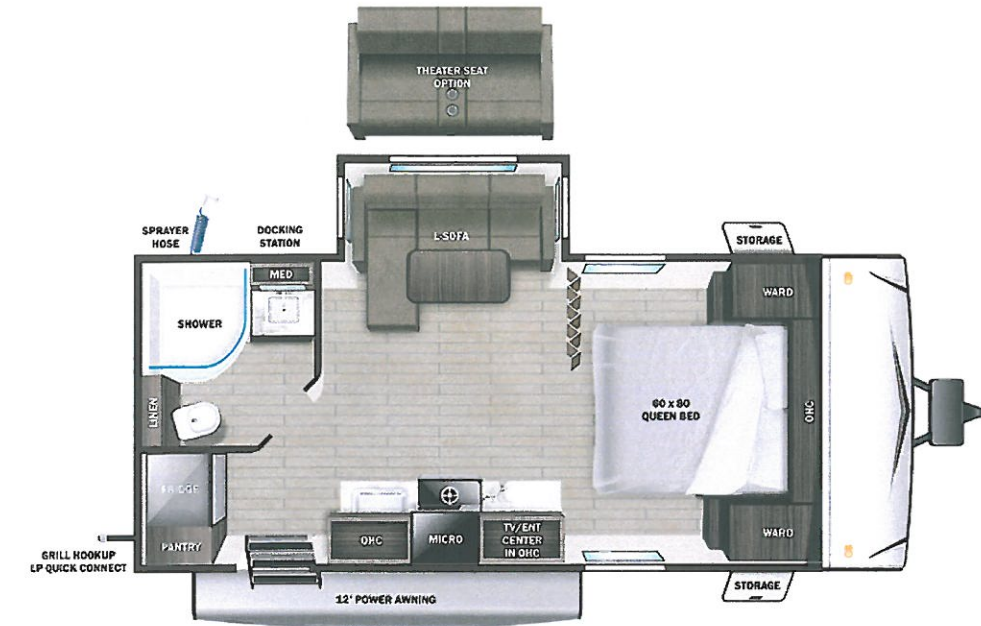 THEATER SEAT
OPTION
SPRAYER
HOSE
DOCKING
STATION
L-SOFA
STORAGE
MED
WARD
SHOWER
LINEN
60 x 80
QUEEN BED
OHC
FRIDGE
PANTRY
OHC
MICRO
TV/ENT
CENTER
IN OHC
WARD
GRILL HOOKUP
LP QUICK CONNECT
STORAGE
12' POWER AWNING